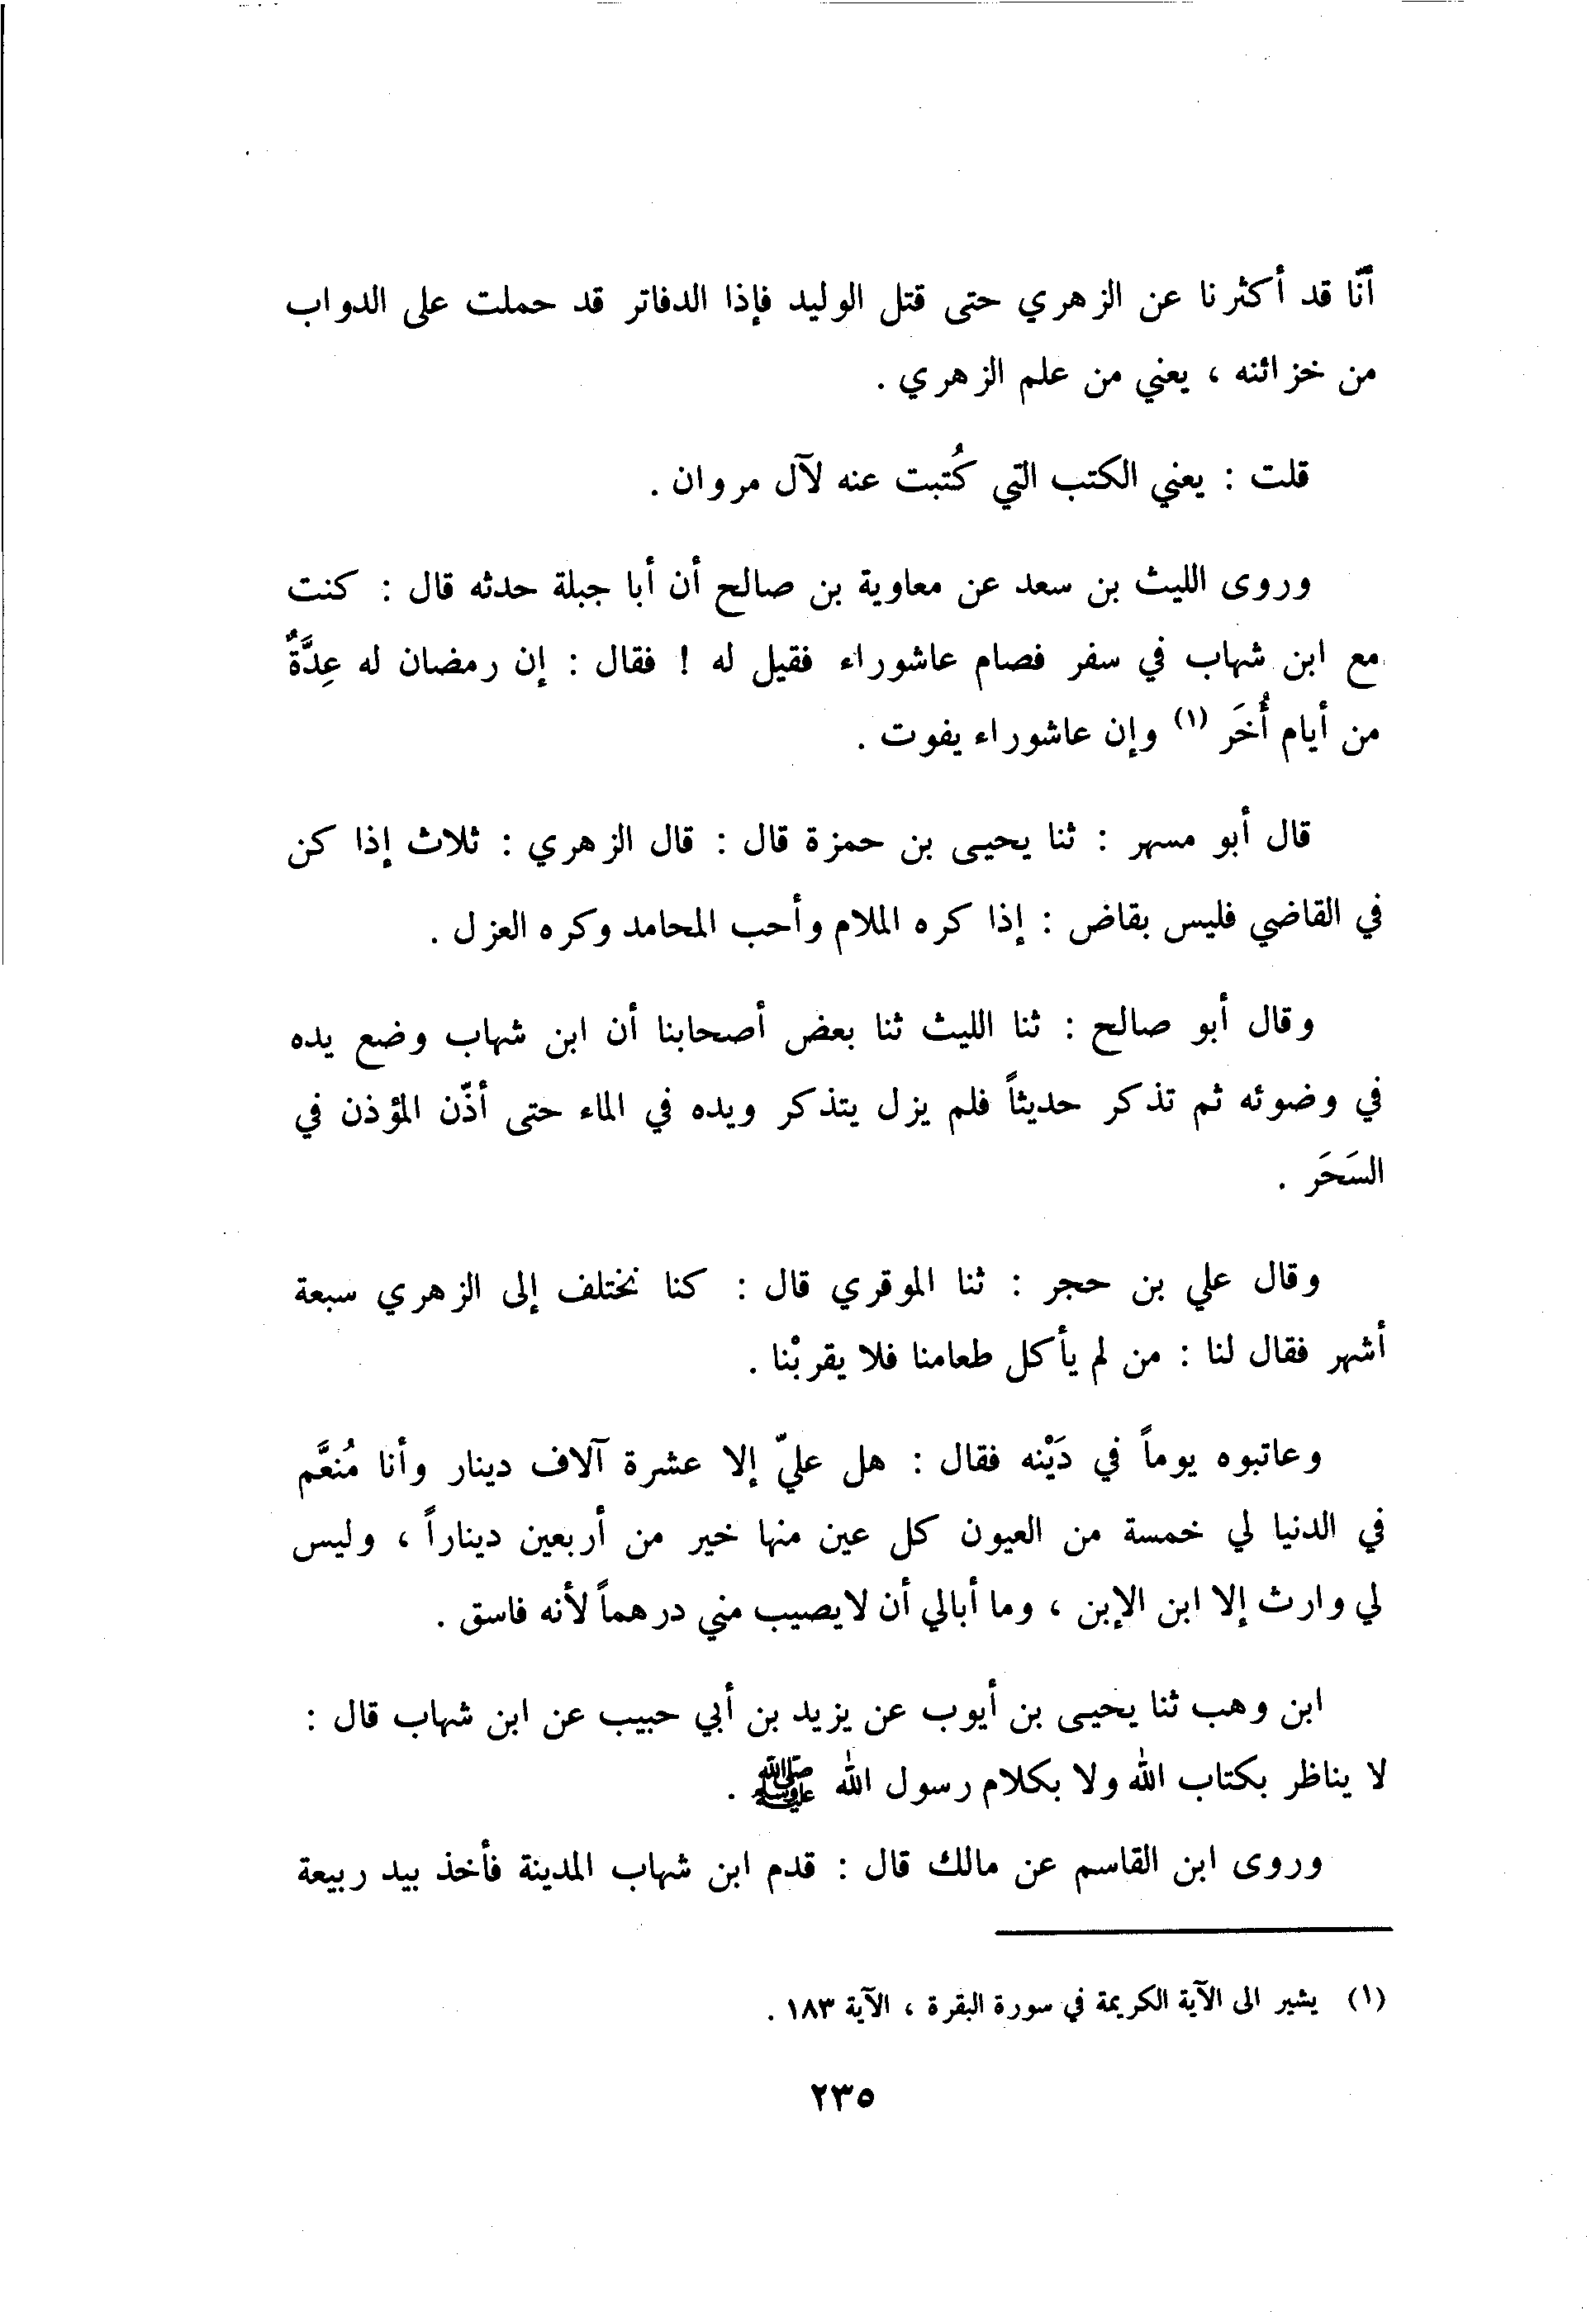 أنّا قد أكثرنا عن الزهري حتى قتل الوليد فإذا الدفاتر قد حملت على الدواب
من خزائنه ، يعني من علم الزهري .
قلت : يعني الكتب التي كُتبت عنه لآل مروان .
وروى الليث بن سعد عن معاوية بن صالح أن أبا جبلة حدثه قال : كنت
مع ابن شهاب في سفر فصام عاشوراء فقيل له ! فقال : إن رمضان له عِدَّةٌ
من أيام أُخَر (١) وإن عاشوراء يفوت .
قال أبو مسهر : ثنا يحيى بن حمزة قال : قال الزهري : ثلاث إذا كن
في القاضي فليس بقاض : إذا كره الملام وأحب المحامد وكره العزل .
وقال أبو صالح : ثنا الليث ثنا بعض أصحابنا أن ابن شهاب وضع يده
في وضوئه ثم تذكر حديثاً فلم يزل يتذكر ويده في الماء حتى أذّن المؤذن في
السَحَر .
وقال علي بن حجر : ثنا الموقري قال : كنا نختلف إلى الزهري سبعة
أشهر فقال لنا : من لم يأكل طعامنا فلا يقربْنا .
وعاتبوه يوماً في دَيْنه فقال : هل عليّ إلا عشرة آلاف دينار وأنا مُنعَّم
في الدنيا لي خمسة من العيون كل عين منها خير من أربعين ديناراً ، وليس
لي وارث إلا ابن الإبن ، وما أبالي أن لايصيب مني درهماً لأنه فاسق .
ابن وهب ثنا يحيى بن أيوب عن يزيد بن أبي حبيب عن ابن شهاب قال :
لا يناظر بكتاب الله ولا بكلام رسول الله ﷺ .
وروى ابن القاسم عن مالك قال : قدم ابن شهاب المدينة فأخذ بيد ربيعة
(١) يشير الى الآية الكريمة في سورة البقرة ، الآية ١٨٣ .
٢٣٥